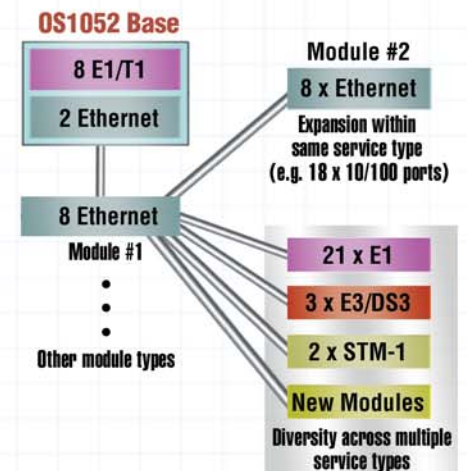 OS1052 Base
8 E1/T1
2 Ethernet
8 Ethernet
Module #1
Other module types
Module #2
8 x Ethernet
Expansion within
same service type
(e.g. 18 x 10/100 ports)
21 x E1
3 x E3/DS3
2 x STM-1
New Modules
Diversity across multiple
service types